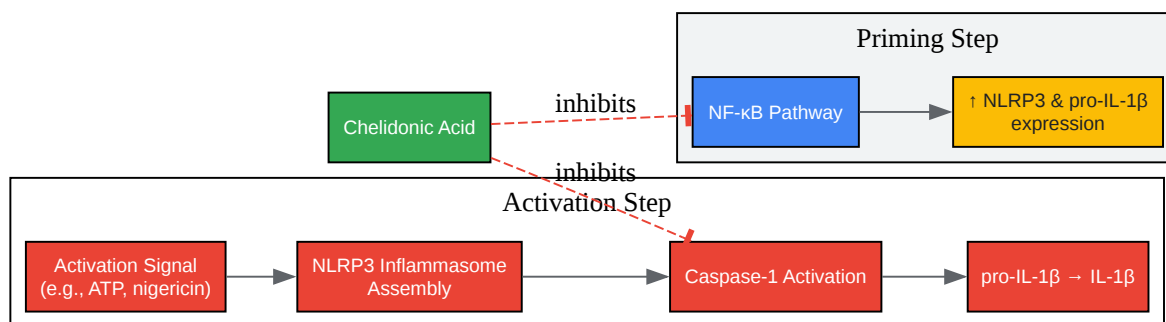 Priming Step
inhibits
Chelidonic Acid
NF-κB Pathway
↑ NLRP3 & pro-IL-1β
expression
inhibits
Activation Step
Activation Signal
(e.g., ATP, nigericin)
NLRP3 Inflammasome
Assembly
Caspase-1 Activation
pro-IL-1β → IL-1β